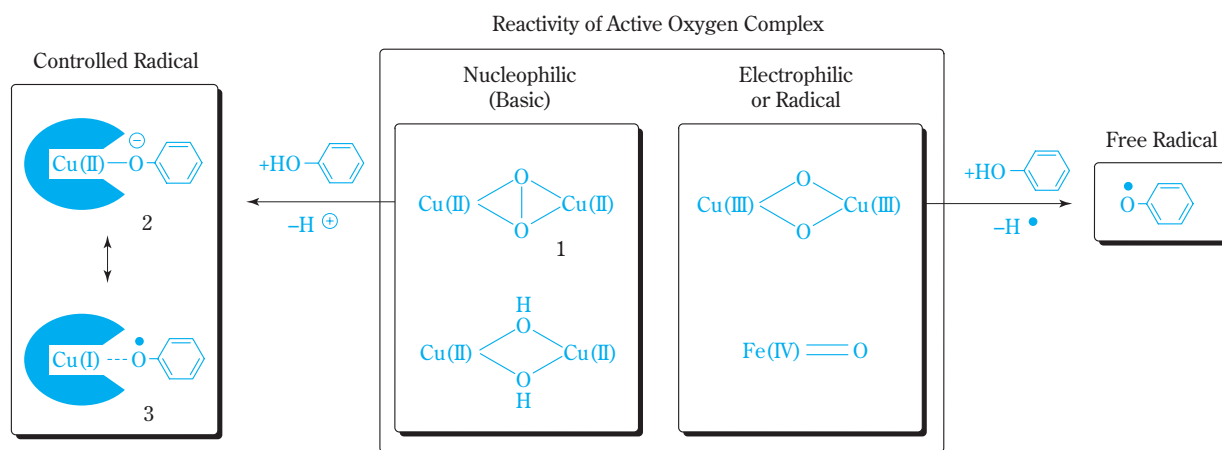 Reactivity of Active Oxygen Complex
Controlled Radical
Nucleophilic
(Basic)
Electrophilic
or Radical
Free Radical
Cu(II)—O
⊖
2
Cu(I)---O
•
3
+HO
–H ⊕
O
Cu(II)
Cu(II)
O
1
H
O
Cu(II)
Cu(II)
O
H
O
Cu(III)
Cu(III)
O
Fe(IV)═O
+HO
–H •
•
O